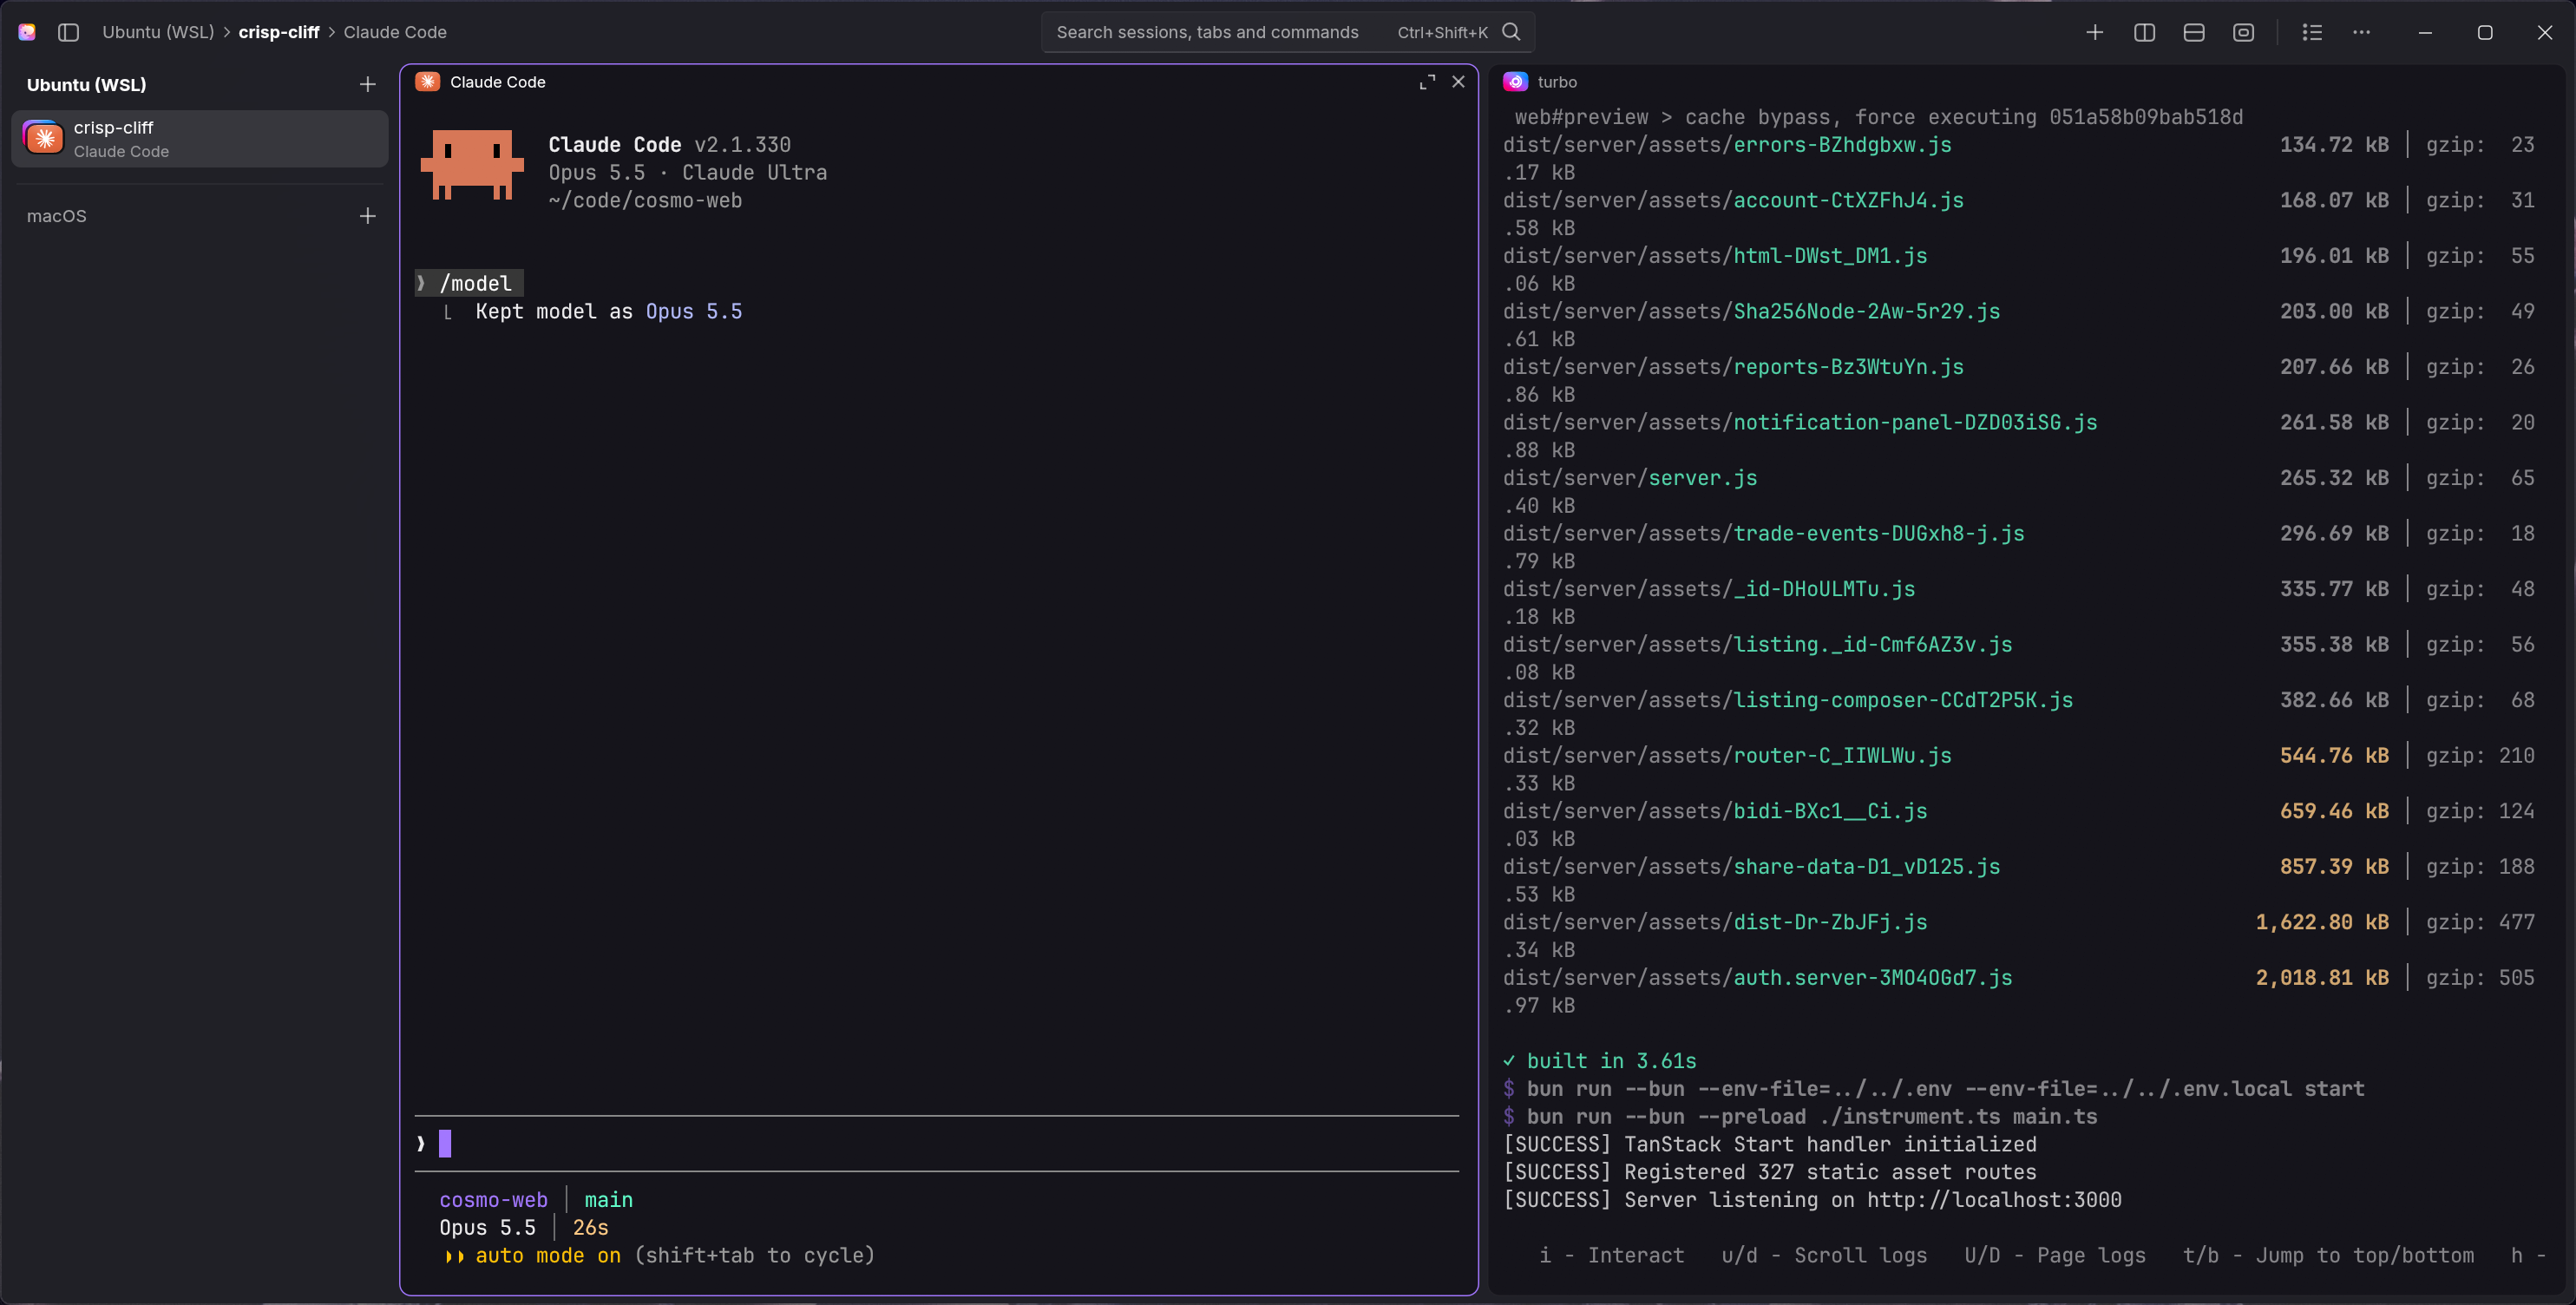 Ubuntu (WSL) > crisp-cliff > Claude Code
Search sessions, tabs and commands Ctrl+Shift+K
Ubuntu (WSL)
crisp-cliff
Claude Code
macOS
Claude Code
Claude Code v2.1.330
Opus 5.5 · Claude Ultra
~/code/cosmo-web
❯ /model
⎿ Kept model as Opus 5.5
❯
cosmo-web │ main
Opus 5.5 │ 26s
⏵⏵ auto mode on (shift+tab to cycle)
turbo
web#preview > cache bypass, force executing 051a58b09bab518d
dist/server/assets/errors-BZhdgbxw.js 134.72 kB │ gzip: 23
.17 kB
dist/server/assets/account-CtXZFhJ4.js 168.07 kB │ gzip: 31
.58 kB
dist/server/assets/html-DWst_DM1.js 196.01 kB │ gzip: 55
.06 kB
dist/server/assets/Sha256Node-2Aw-5r29.js 203.00 kB │ gzip: 49
.61 kB
dist/server/assets/reports-Bz3WtuYn.js 207.66 kB │ gzip: 26
.86 kB
dist/server/assets/notification-panel-DZD03iSG.js 261.58 kB │ gzip: 20
.88 kB
dist/server/server.js 265.32 kB │ gzip: 65
.40 kB
dist/server/assets/trade-events-DUGxh8-j.js 296.69 kB │ gzip: 18
.79 kB
dist/server/assets/_id-DHoULMTu.js 335.77 kB │ gzip: 48
.18 kB
dist/server/assets/listing._id-Cmf6AZ3v.js 355.38 kB │ gzip: 56
.08 kB
dist/server/assets/listing-composer-CCdT2P5K.js 382.66 kB │ gzip: 68
.32 kB
dist/server/assets/router-C_IIWLWu.js 544.76 kB │ gzip: 210
.33 kB
dist/server/assets/bidi-BXc1__Ci.js 659.46 kB │ gzip: 124
.03 kB
dist/server/assets/share-data-D1_vD125.js 857.39 kB │ gzip: 188
.53 kB
dist/server/assets/dist-Dr-ZbJFj.js 1,622.80 kB │ gzip: 477
.34 kB
dist/server/assets/auth.server-3MO4OGd7.js 2,018.81 kB │ gzip: 505
.97 kB
✓ built in 3.61s
$ bun run --bun --env-file=../../.env --env-file=../../.env.local start
$ bun run --bun --preload ./instrument.ts main.ts
[SUCCESS] TanStack Start handler initialized
[SUCCESS] Registered 327 static asset routes
[SUCCESS] Server listening on http://localhost:3000
i - Interact u/d - Scroll logs U/D - Page logs t/b - Jump to top/bottom h -